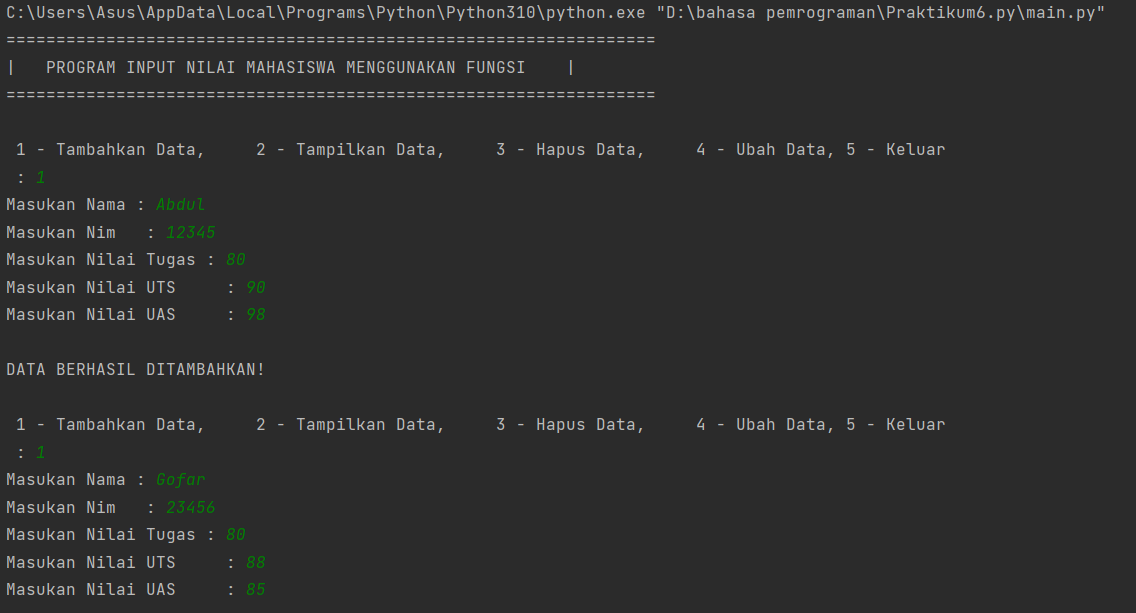 C:\Users\Asus\AppData\Local\Programs\Python\Python310\python.exe "D:\bahasa pemrograman\Praktikum6.py\main.py"
=================================================================
|   PROGRAM INPUT NILAI MAHASISWA MENGGUNAKAN FUNGSI    |
=================================================================
 1 - Tambahkan Data,     2 - Tampilkan Data,     3 - Hapus Data,     4 - Ubah Data, 5 - Keluar
 : 1
Masukan Nama : Abdul
Masukan Nim   : 12345
Masukan Nilai Tugas : 80
Masukan Nilai UTS     : 90
Masukan Nilai UAS     : 98
DATA BERHASIL DITAMBAHKAN!
 1 - Tambahkan Data,     2 - Tampilkan Data,     3 - Hapus Data,     4 - Ubah Data, 5 - Keluar
 : 1
Masukan Nama : Gofar
Masukan Nim   : 23456
Masukan Nilai Tugas : 80
Masukan Nilai UTS     : 88
Masukan Nilai UAS     : 85